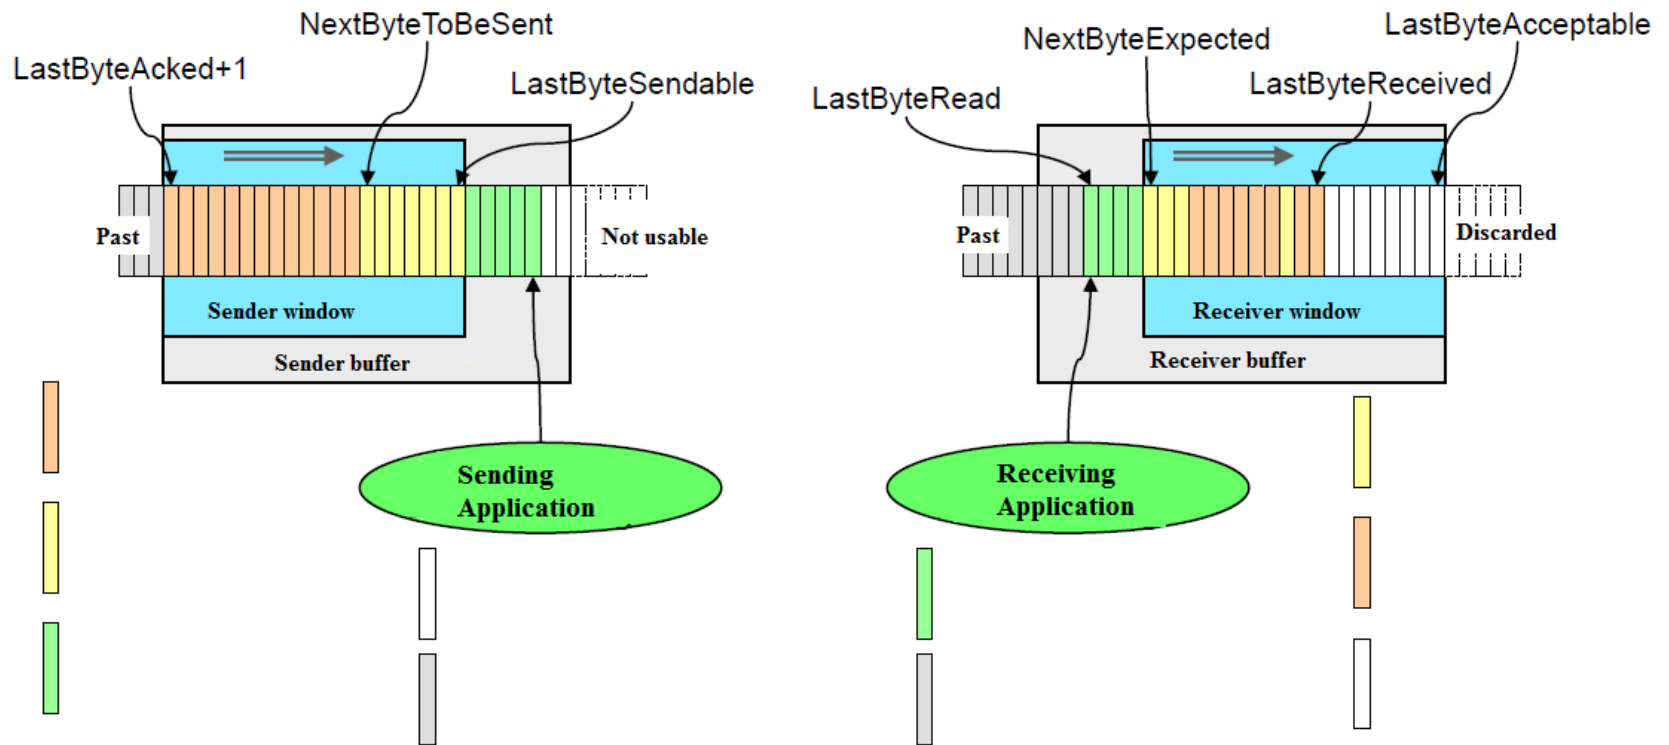 NextByteToBeSent
LastByteAcked+1
LastByteSendable
Past
Not usable
Sender window
Sender buffer
Sending
Application
LastByteAcceptable
NextByteExpected
LastByteReceived
LastByteRead
Past
Discarded
Receiver window
Receiver buffer
Receiving
Application